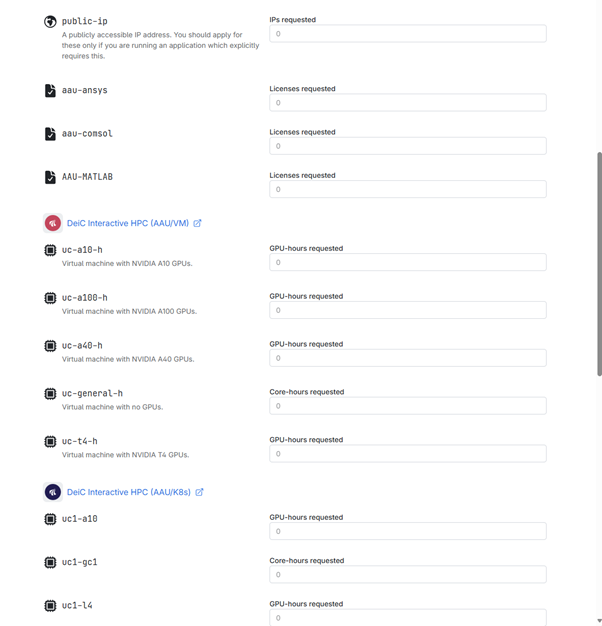 public-ip
IPs requested
A publicly accessible IP address. You should apply for
these only if you are running an application which explicitly
requires this.
0
aau-ansys
Licenses requested
0
aau-comsol
Licenses requested
0
AAU-MATLAB
Licenses requested
0
DeiC Interactive HPC (AAU/VM)
uc-a10-h
GPU-hours requested
Virtual machine with NVIDIA A10 GPUs.
0
uc-a100-h
GPU-hours requested
Virtual machine with NVIDIA A100 GPUs.
0
uc-a40-h
GPU-hours requested
Virtual machine with NVIDIA A40 GPUs.
0
uc-general-h
Core-hours requested
Virtual machine with no GPUs.
0
uc-t4-h
GPU-hours requested
Virtual machine with NVIDIA T4 GPUs.
0
DeiC Interactive HPC (AAU/K8s)
uc1-a10
GPU-hours requested
0
uc1-gc1
Core-hours requested
0
uc1-l4
GPU-hours requested
0